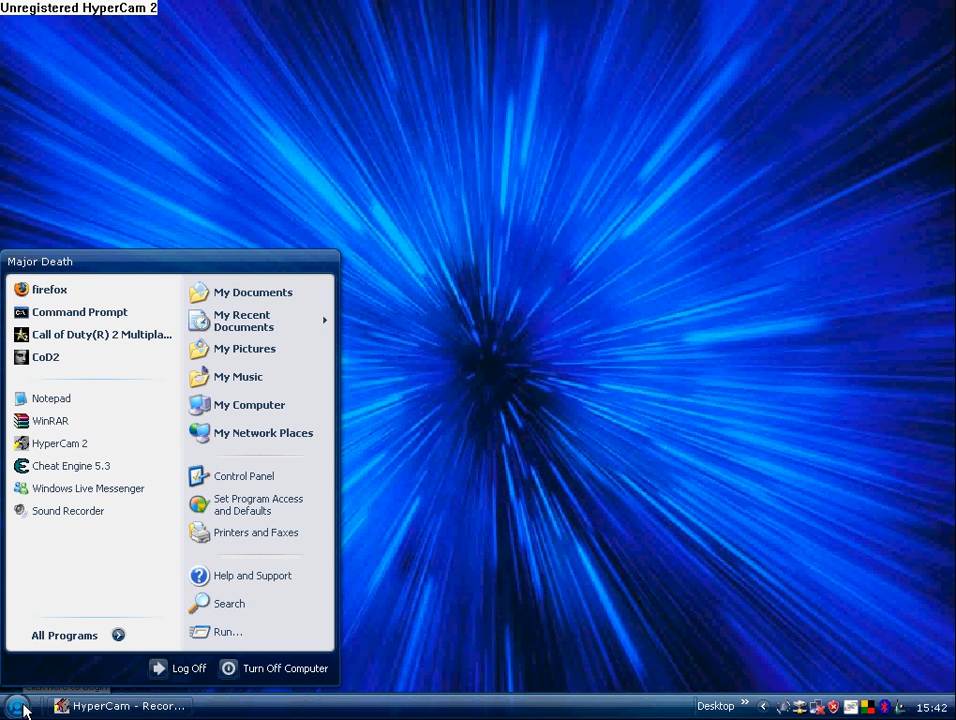 Unregistered HyperCam 2
Major Death
firefox
Command Prompt
Call of Duty(R) 2 Multipla...
CoD2
Notepad
WinRAR
HyperCam 2
Cheat Engine 5.3
Windows Live Messenger
Sound Recorder
All Programs
My Documents
My Recent
Documents
My Pictures
My Music
My Computer
My Network Places
Control Panel
Set Program Access
and Defaults
Printers and Faxes
Help and Support
Search
Run...
Log Off
Turn Off Computer
HyperCam - Recor...
Desktop
15:42